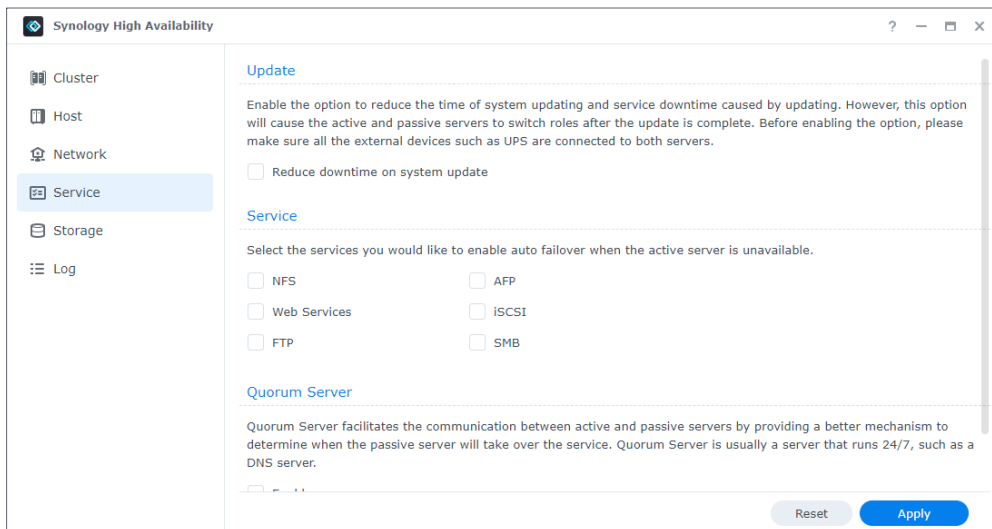 Synology High Availability
Cluster
Host
Network
Service
Storage
Log
Update
Enable the option to reduce the time of system updating and service downtime caused by updating. However, this option
will cause the active and passive servers to switch roles after the update is complete. Before enabling the option, please
make sure all the external devices such as UPS are connected to both servers.
Reduce downtime on system update
Service
Select the services you would like to enable auto failover when the active server is unavailable.
NFS
AFP
Web Services
iSCSI
FTP
SMB
Quorum Server
Quorum Server facilitates the communication between active and passive servers by providing a better mechanism to
determine when the passive server will take over the service. Quorum Server is usually a server that runs 24/7, such as a
DNS server.
Reset
Apply